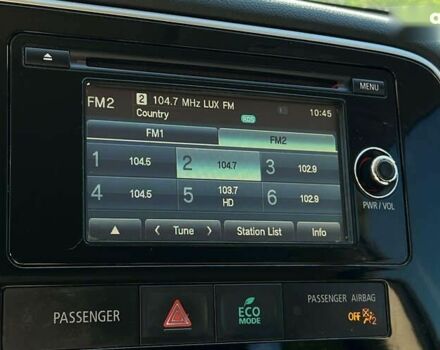 MENU
FM2 2 104.7 MHz LUX FM
Country RDS 10:45
FM1 FM2
1 104.5 2 104.7 3 102.9
4 104.5 5 103.7 HD 6 102.9
Tune Station List Info
PWR / VOL
PASSENGER ECO MODE PASSENGER AIRBAG
OFF 2